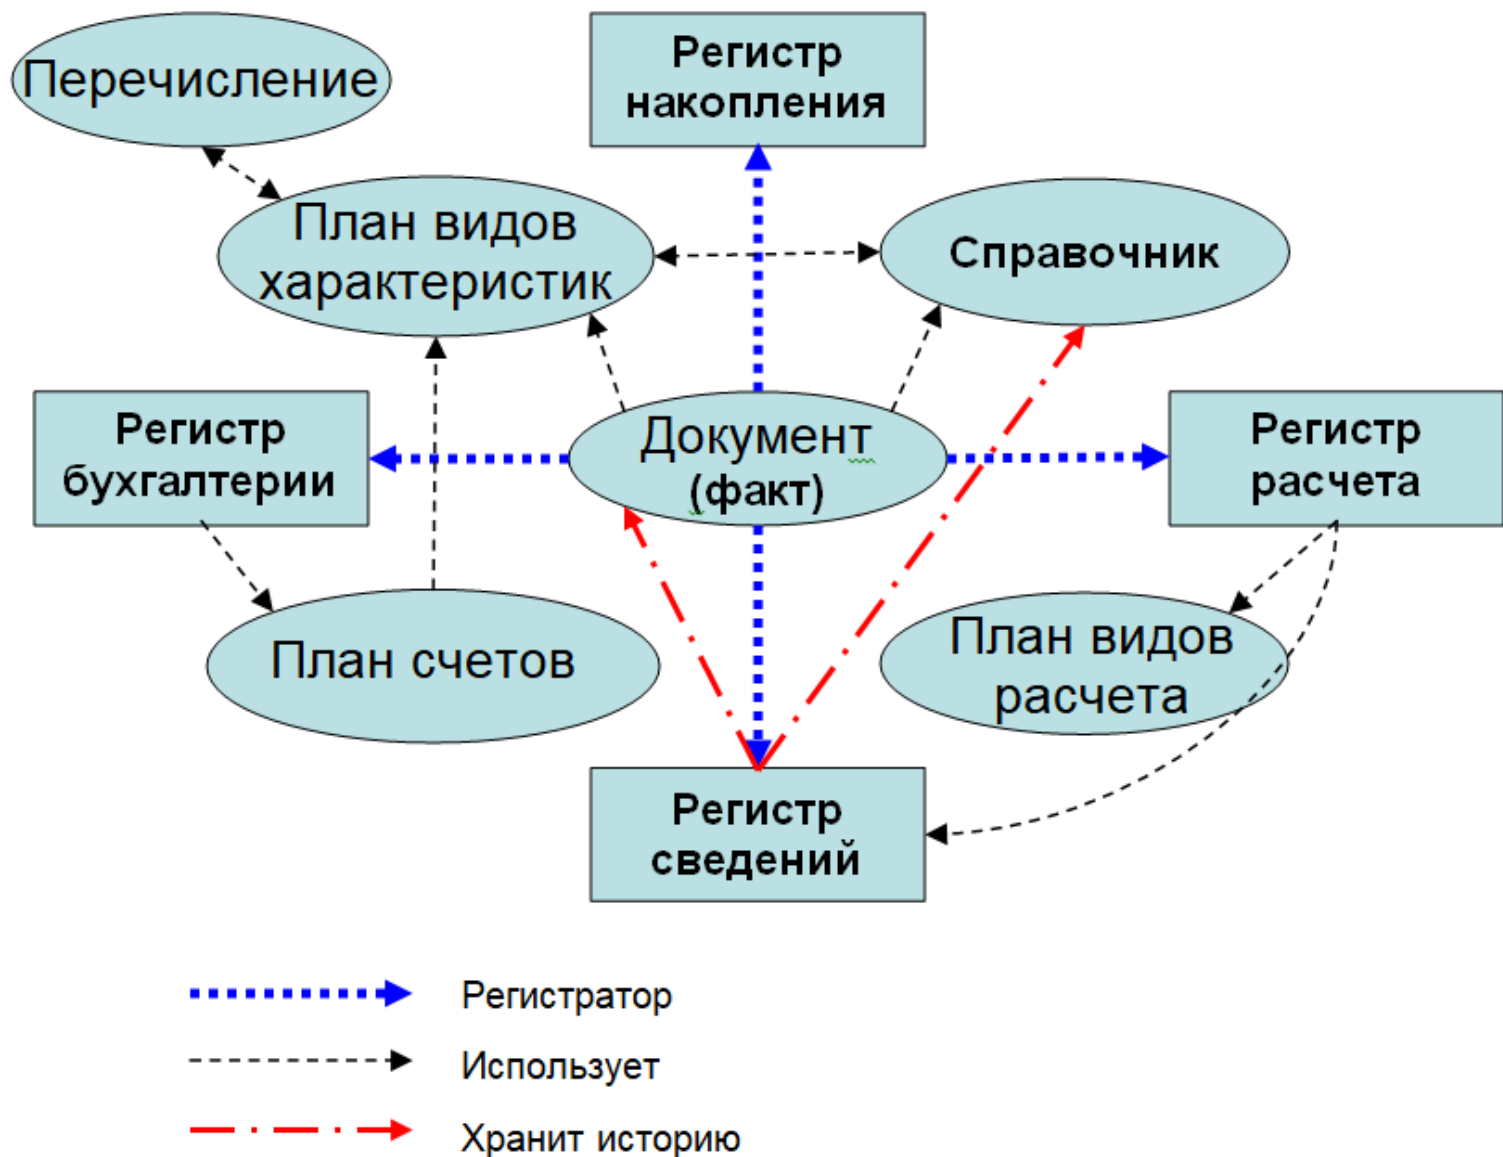 Перечисление
Регистр
накопления
План видов
характеристик
Справочник
Регистр
бухгалтерии
Документ
(факт)
Регистр
расчета
План счетов
План видов
расчета
Регистр
сведений
Регистратор
Использует
Хранит историю